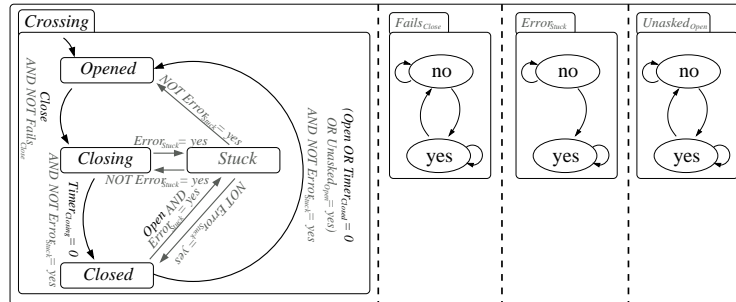 Crossing
Opened
Close
AND NOT Fails_Close
NOT Error_Stuck = yes
Closing
Error_Stuck = yes
NOT Error_Stuck = yes
Stuck
Timer_Closing = 0
AND NOT Error_Stuck = yes
Open AND
Error_Stuck = yes
NOT Error_Stuck = yes
Closed
(Open OR Timer_Closed = 0
OR Unasked_Open = yes)
AND NOT Error_Stuck = yes
Fails_Close
no
yes
Error_Stuck
no
yes
Unasked_Open
no
yes